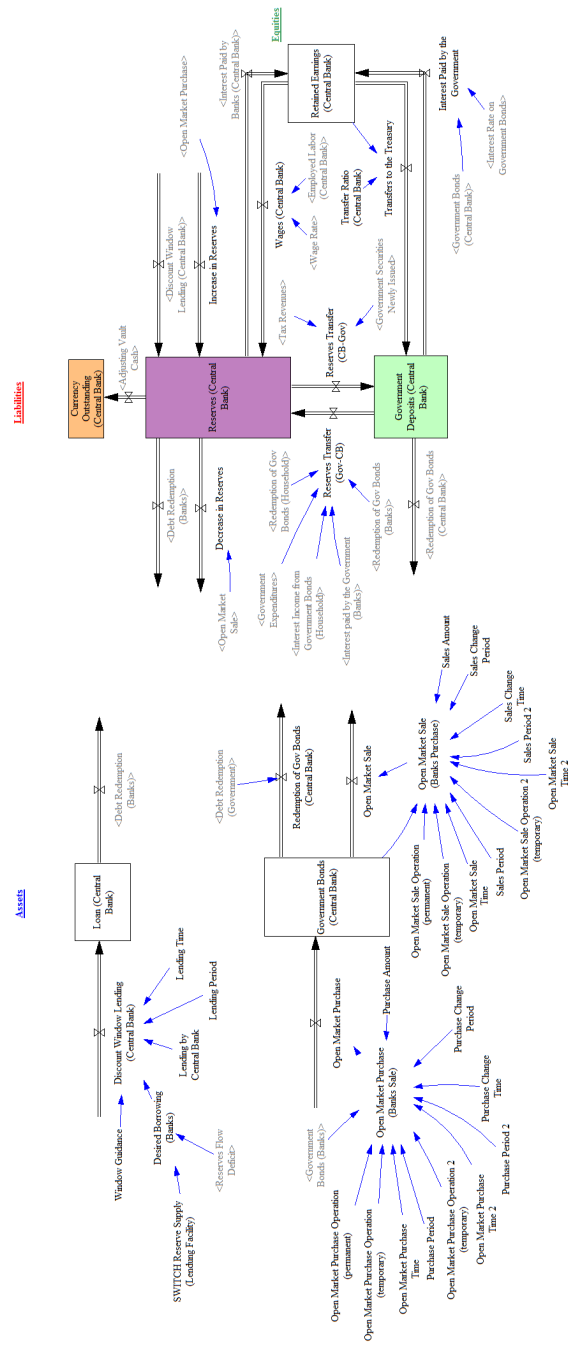 Assets
Liabilities
Equities
Window Guidance
Discount Window Lending
(Central Bank)
Lending Time
Lending Period
Lending by
Central Bank
Desired Borrowing
(Banks)
SWITCH Reserve Supply
(Lending Facility)
<Reserves Flow
Deficit>
Loan (Central
Bank)
<Debt Redemption
(Banks)>
<Government
Bonds (Banks)>
Open Market Purchase
Open Market Purchase
(Banks Sale)
Purchase Amount
Open Market Purchase Operation
(permanent)
Open Market Purchase Operation
(temporary)
Open Market Purchase
Time
Purchase Period
Open Market Purchase Operation 2
(temporary)
Open Market Purchase
Time 2
Purchase Period 2
Purchase Change
Time
Purchase Change
Period
Government Bonds
(Central Bank)
<Debt Redemption
(Government)>
Redemption of Gov Bonds
(Central Bank)
Open Market Sale
Open Market Sale
(Banks Purchase)
Open Market Sale Operation
(permanent)
Open Market Sale Operation
(temporary)
Open Market Sale
Time
Sales Period
Open Market Sale Operation 2
(temporary)
Open Market Sale
Time 2
Sales Period 2
Sales Change
Time
Sales Change
Period
Sales Amount
Currency
Outstanding
(Central Bank)
<Adjusting Vault
Cash>
Reserves (Central
Bank)
<Debt Redemption
(Banks)>
Decrease in Reserves
<Open Market
Sale>
<Discount Window
Lending (Central Bank)>
Increase in Reserves
<Open Market Purchase>
<Interest Paid by
Banks (Central Bank)>
<Redemption of Gov
Bonds (Household)>
<Government
Expenditures>
<Interest Income from
Government Bonds
(Household)>
<Interest paid by the Government
(Banks)>
<Redemption of Gov Bonds
(Banks)>
Reserves Transfer
(Gov-CB)
Reserves Transfer
(CB-Gov)
<Tax Revenues>
<Government Securities
Newly Issued>
Wages (Central Bank)
<Wage Rate>
<Employed Labor
(Central Bank)>
Transfer Ratio
(Central Bank)
Transfers to the Treasury
Retained Earnings
(Central Bank)
Government
Deposits (Central
Bank)
<Redemption of Gov Bonds
(Central Bank)>
Interest Paid by the
Government
<Government Bonds
(Central Bank)>
<Interest Rate on
Government Bonds>